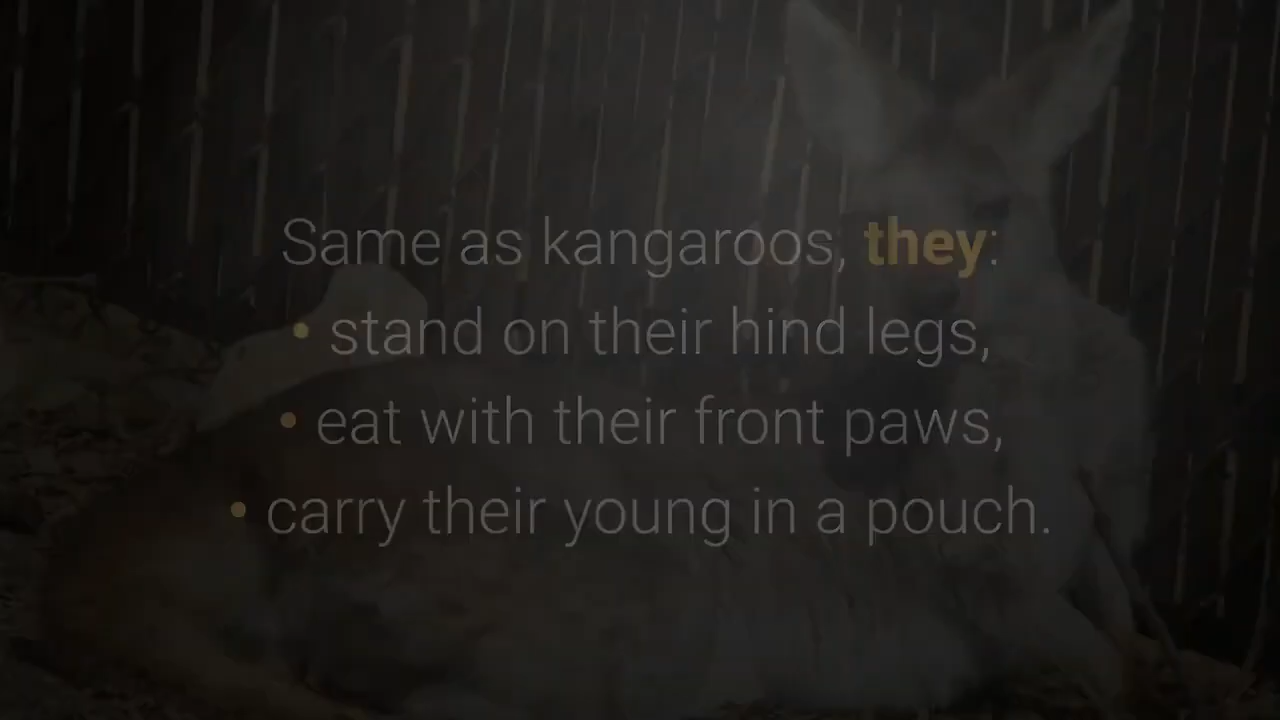 Same as kangaroos, they:
• stand on their hind legs,
• eat with their front paws,
• carry their young in a pouch.